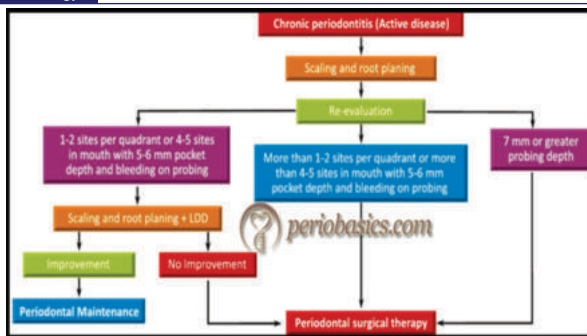 Chronic periodontitis (Active disease)
Scaling and root planing
Re-evaluation
1-2 sites per quadrant or 4-5 sites
in mouth with 5-6 mm pocket
depth and bleeding on probing
More than 1-2 sites per quadrant or more
than 4-5 sites in mouth with 5-6 mm
pocket depth and bleeding on probing
7 mm or greater
probing depth
Scaling and root planing + LDD
periobasics.com
Improvement
No Improvement
Periodontal Maintenance
Periodontal surgical therapy